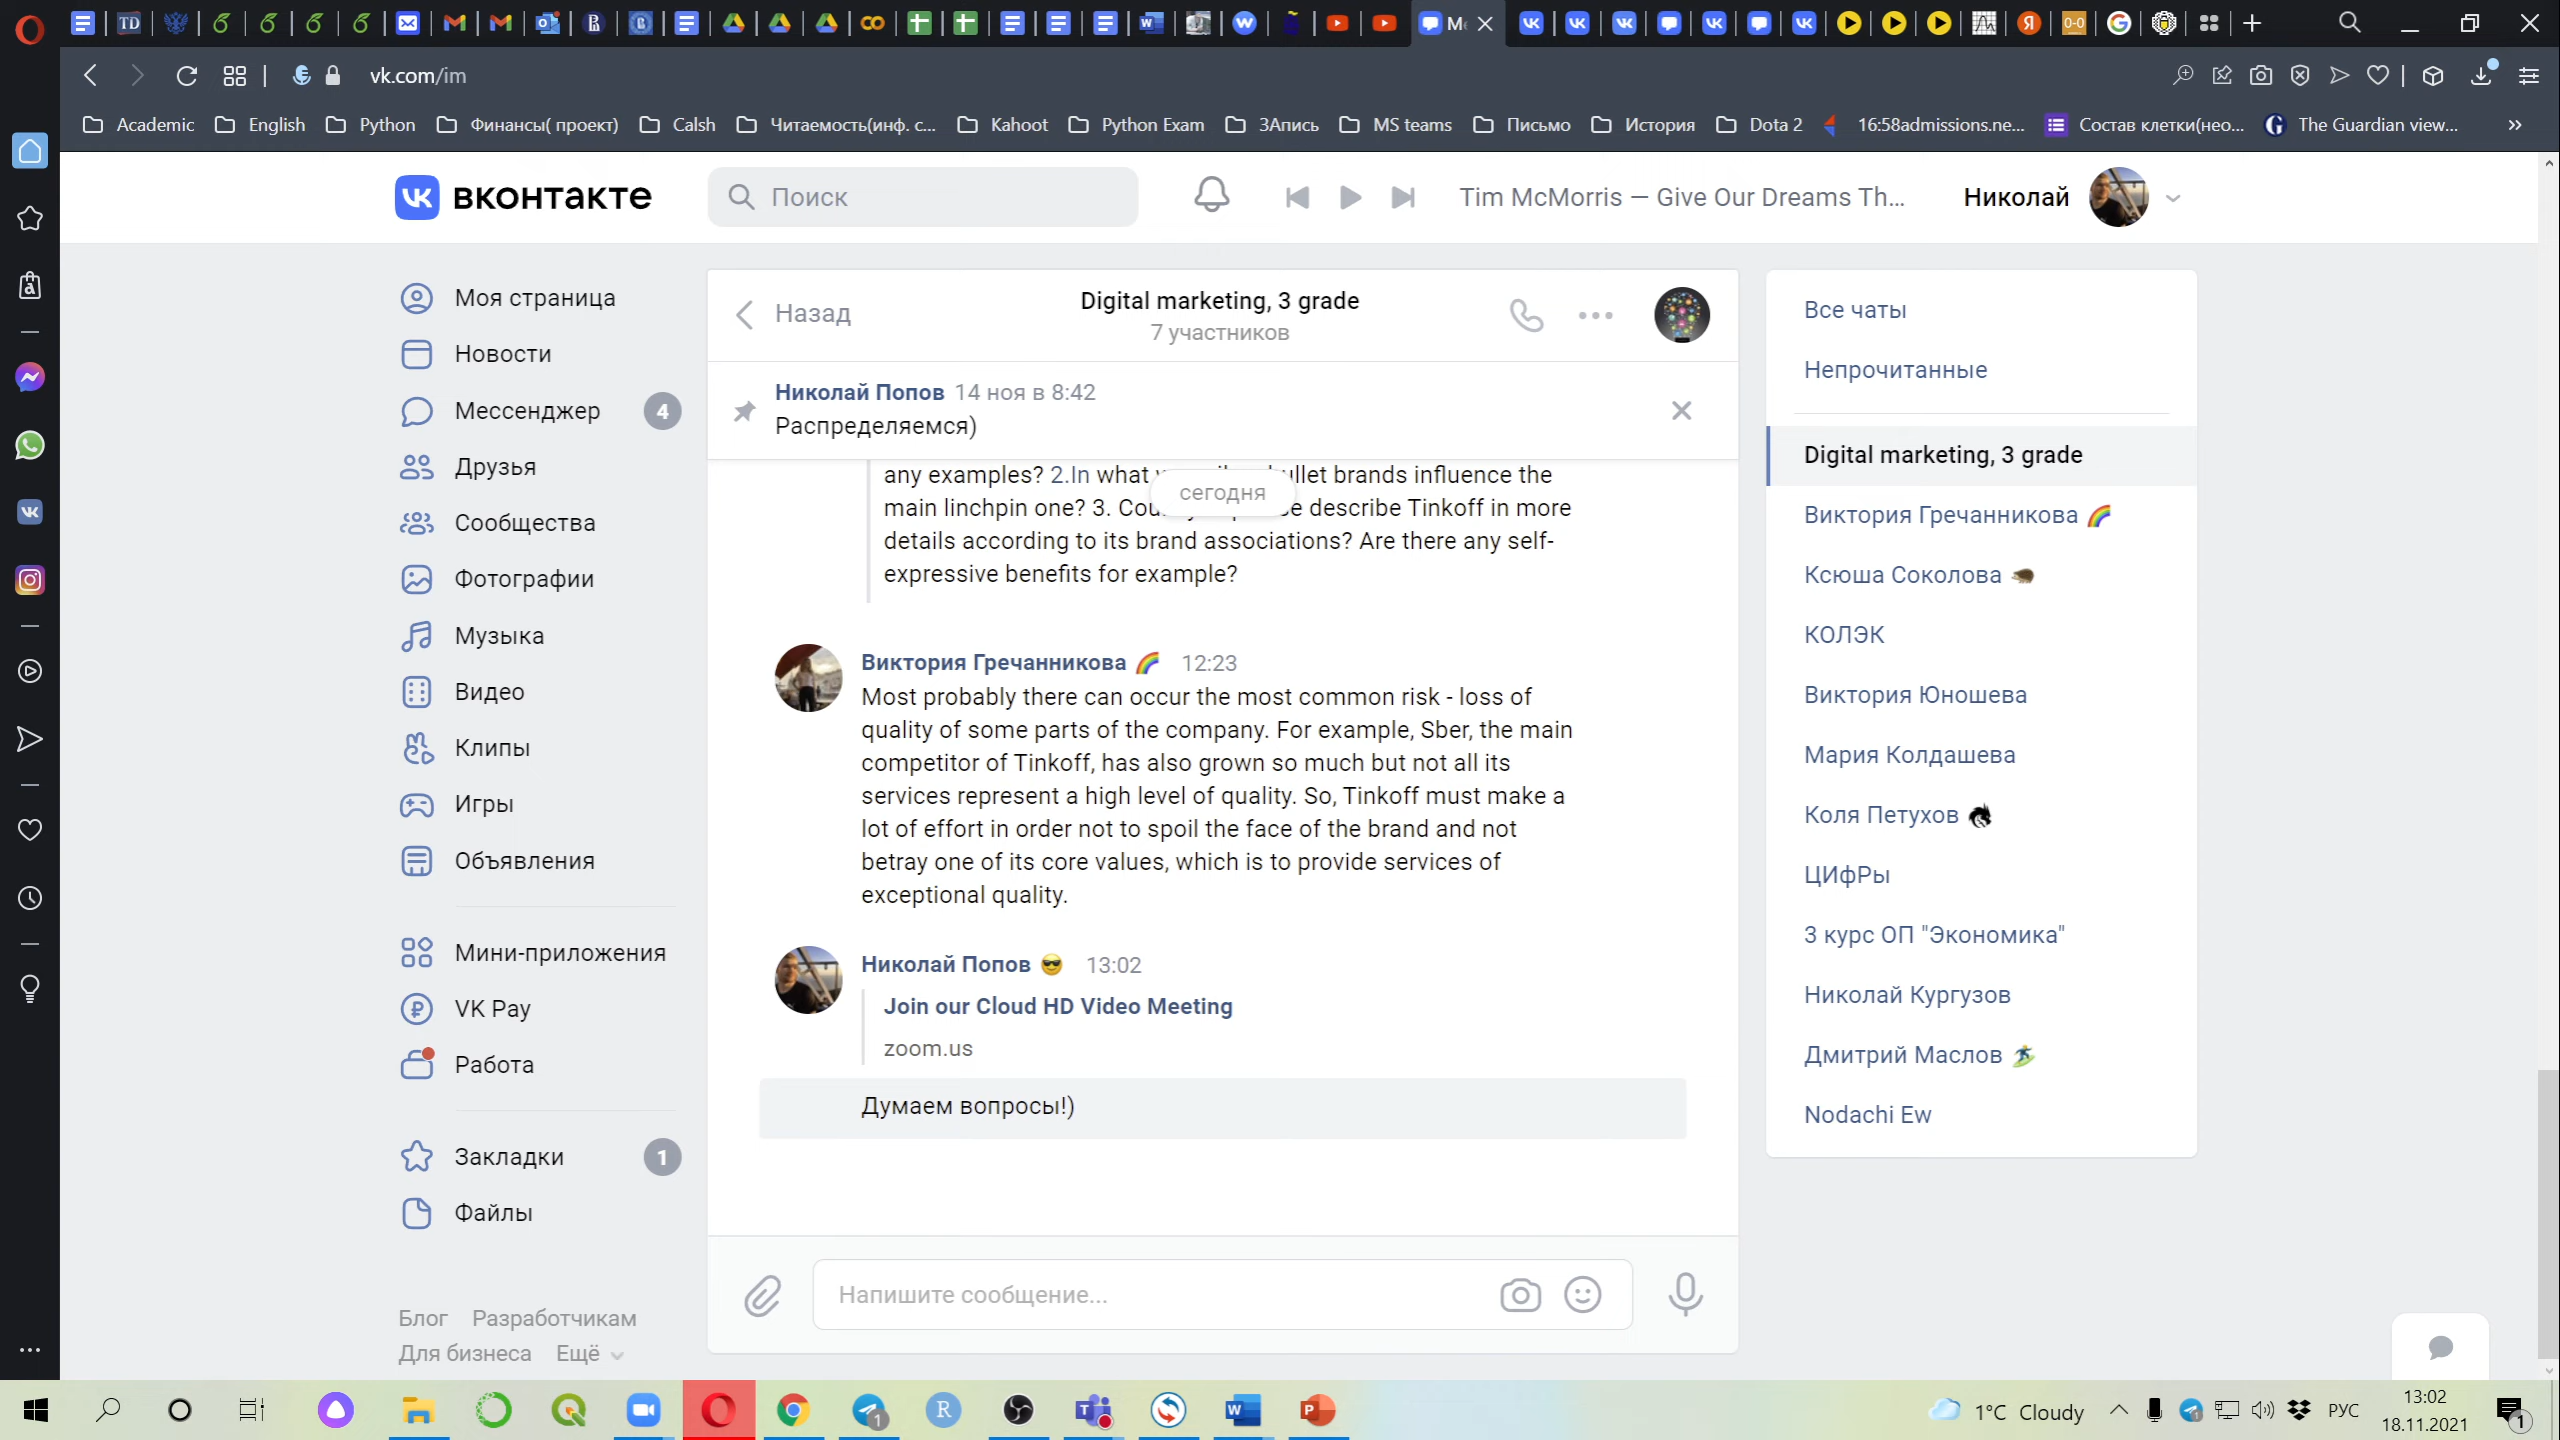 vk.com/im
Academic English Python Финансы( проект) Calsh Читаемость(инф. с... Kahoot Python Exam ЗАпись MS teams Письмо История Dota 2 16:58admissions.ne... Состав клетки(нео... The Guardian view...
ВКОНТАКТЕ
Поиск
Tim McMorris — Give Our Dreams Th...
Николай
Моя страница
Новости
Мессенджер 4
Друзья
Сообщества
Фотографии
Музыка
Видео
Клипы
Игры
Объявления
Мини-приложения
VK Pay
Работа
Закладки 1
Файлы
Блог Разработчикам
Для бизнеса Ещё
Назад
Digital marketing, 3 grade
7 участников
Николай Попов 14 ноя в 8:42
Распределяемся)
any examples? 2.In what
llet brands influence the
сегодня
main linchpin one? 3.
describe Tinkoff in more
details according to its brand associations? Are there any self-
expressive benefits for example?
Виктория Гречанникова 12:23
Most probably there can occur the most common risk - loss of
quality of some parts of the company. For example, Sber, the main
competitor of Tinkoff, has also grown so much but not all its
services represent a high level of quality. So, Tinkoff must make a
lot of effort in order not to spoil the face of the brand and not
betray one of its core values, which is to provide services of
exceptional quality.
Николай Попов 13:02
Join our Cloud HD Video Meeting
zoom.us
Думаем вопросы!)
Напишите сообщение...
Все чаты
Непрочитанные
Digital marketing, 3 grade
Виктория Гречанникова
Ксюша Соколова
КОЛЭК
Виктория Юношева
Мария Колдашева
Коля Петухов
ЦИфРы
3 курс ОП "Экономика"
Николай Кургузов
Дмитрий Маслов
Nodachi Ew
1°C Cloudy
РУС
13:02
18.11.2021
1